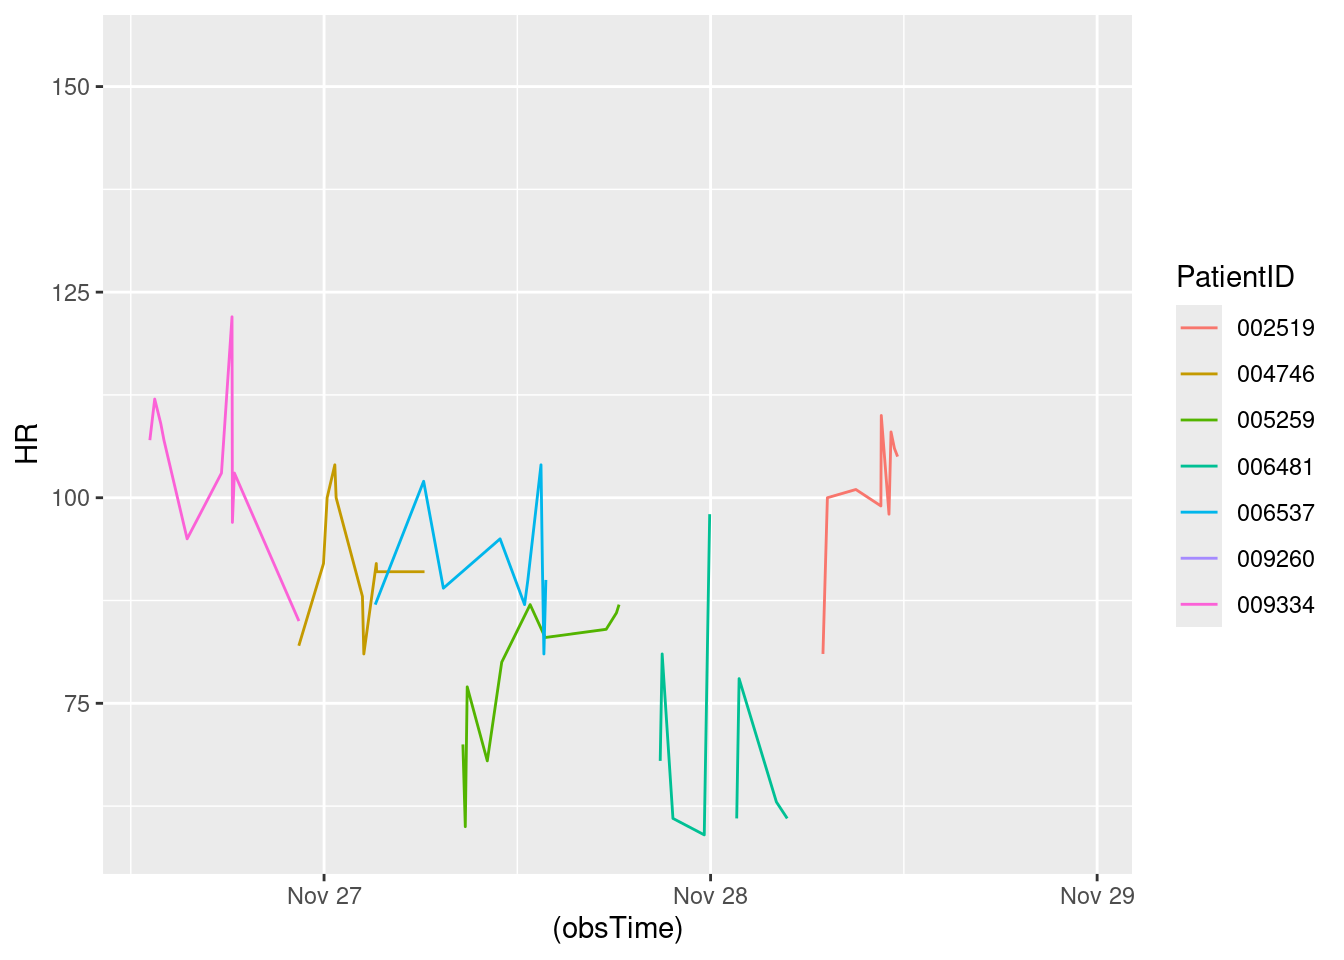 150
125
100
75
HR
Nov 27
Nov 28
Nov 29
(obsTime)
PatientID
002519
004746
005259
006481
006537
009260
009334